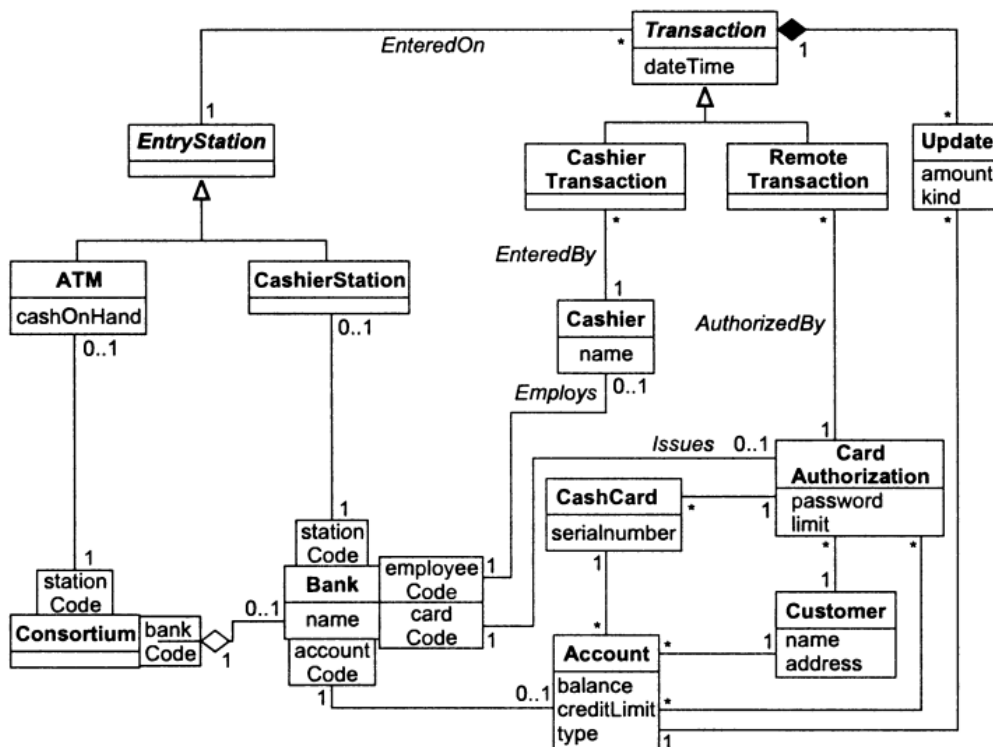 Transaction
EnteredOn
*
1
dateTime
1
*
EntryStation
Cashier
Transaction
Remote
Transaction
Update
amount
kind
*
*
*
EnteredBy
ATM
CashierStation
cashOnHand
1
0..1
0..1
Cashier
name
AuthorizedBy
0..1
Employs
Issues
0..1
1
Card
Authorization
CashCard
password
limit
serialnumber
*
1
1
station
Code
*
*
1
station
Code
employee
Code
1
1
1
Bank
name
card
Code
0..1
1
Customer
name
address
Consortium
bank
Code
1
account
Code
*
Account
*
1
1
0..1
balance
creditLimit
type
*
1